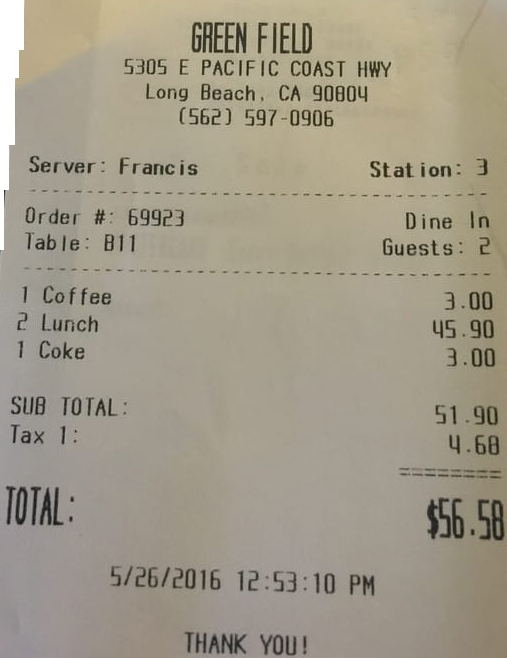 GREEN FIELD
5305 E PACIFIC COAST HWY
Long Beach, CA 90804
(562) 597-0906
Server: Francis Station: 3
Order #: 69923 Dine In
Table: B11 Guests: 2
1 Coffee 3.00
2 Lunch 45.90
1 Coke 3.00
SUB TOTAL: 51.90
Tax 1: 4.68
========
TOTAL: $56.58
5/26/2016 12:53:10 PM
THANK YOU!